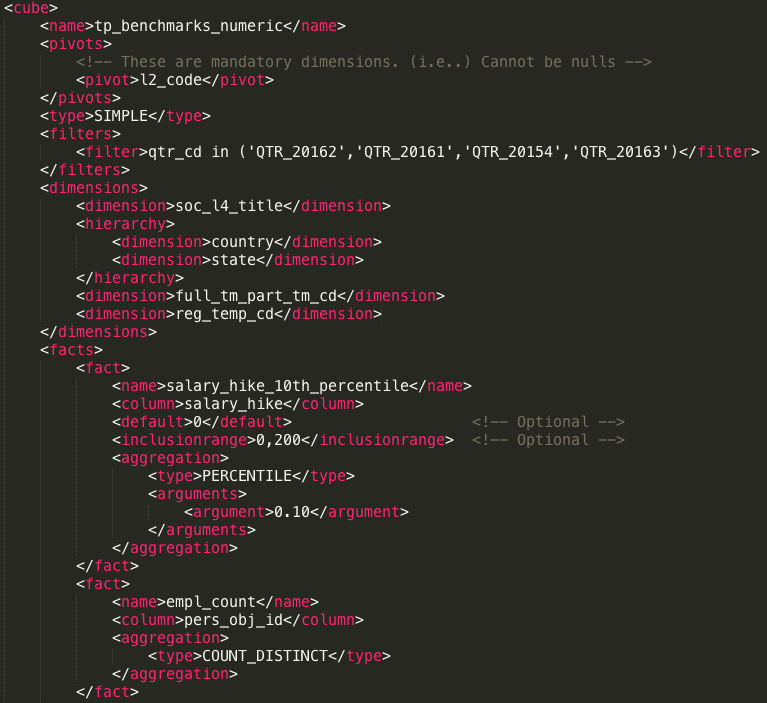 <cube>
<name>tp_benchmarks_numeric</name>
<pivots>
<!-- These are mandatory dimensions. (i.e..) Cannot be nulls -->
<pivot>l2_code</pivot>
</pivots>
<type>SIMPLE</type>
<filters>
<filter>qtr_cd in ('QTR_20162','QTR_20161','QTR_20154','QTR_20163')</filter>
</filters>
<dimensions>
<dimension>soc_l4_title</dimension>
<hierarchy>
<dimension>country</dimension>
<dimension>state</dimension>
</hierarchy>
<dimension>full_tm_part_tm_cd</dimension>
<dimension>reg_temp_cd</dimension>
</dimensions>
<facts>
<fact>
<name>salary_hike_10th_percentile</name>
<column>salary_hike</column>
<default>0</default> <!-- Optional -->
<inclusionrange>0,200</inclusionrange> <!-- Optional -->
<aggregation>
<type>PERCENTILE</type>
<arguments>
<argument>0.10</argument>
</arguments>
</aggregation>
</fact>
<fact>
<name>empl_count</name>
<column>pers_obj_id</column>
<aggregation>
<type>COUNT_DISTINCT</type>
</aggregation>
</fact>